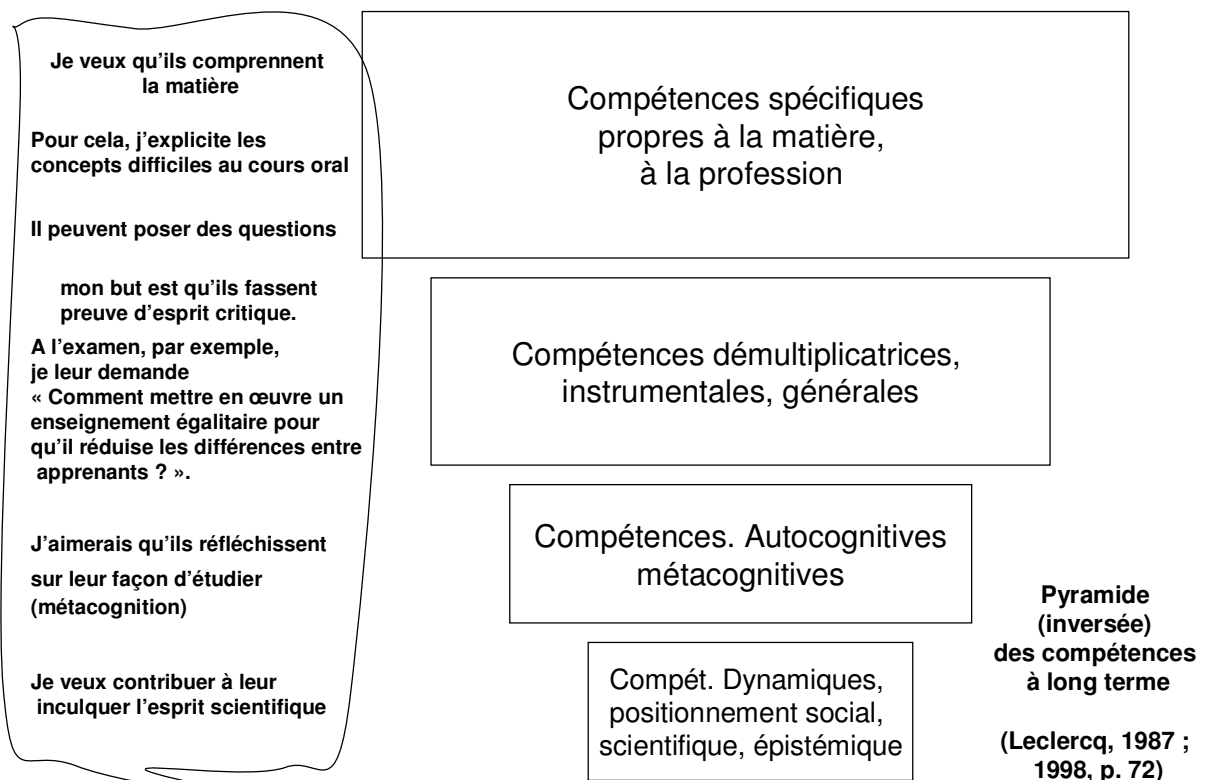 Je veux qu'ils comprennent
la matière
Pour cela, j'explicite les
concepts difficiles au cours oral
Il peuvent poser des questions
mon but est qu'ils fassent
preuve d'esprit critique.
A l'examen, par exemple,
je leur demande
« Comment mettre en œuvre un
enseignement égalitaire pour
qu'il réduise les différences entre
apprenants ? ».
J'aimerais qu'ils réfléchissent
sur leur façon d'étudier
(métacognition)
Je veux contribuer à leur
inculquer l'esprit scientifique
Compétences spécifiques
propres à la matière,
à la profession
Compétences démultiplicatrices,
instrumentales, générales
Compétences. Autocognitives
métacognitives
Compét. Dynamiques,
positionnement social,
scientifique, épistémique
Pyramide
(inversée)
des compétences
à long terme
(Leclercq, 1987 ;
1998, p. 72)